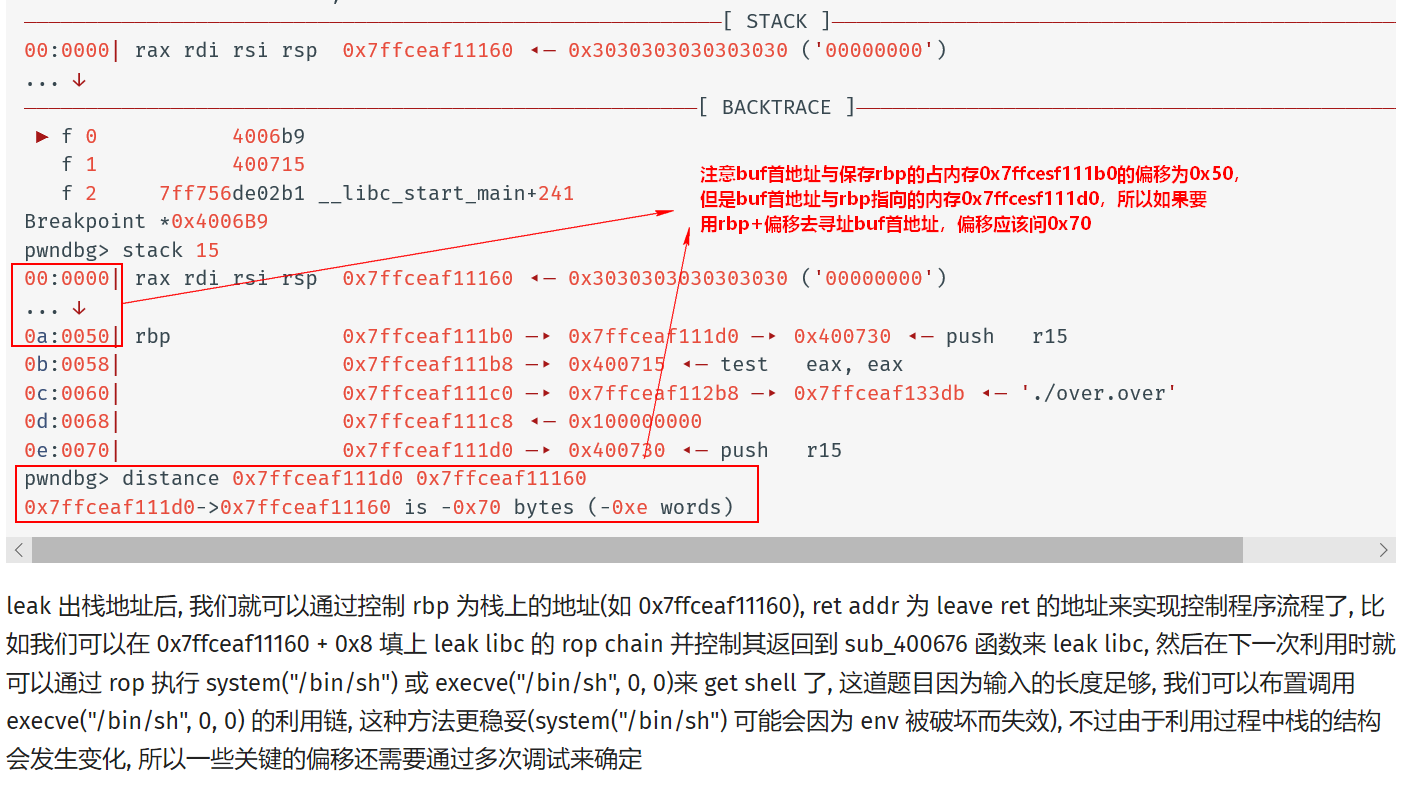 [ STACK ]
00:0000│ rax rdi rsi rsp 0x7ffceaf11160 ◂— 0x3030303030303030 ('00000000')
... ↓
[ BACKTRACE ]
► f 0 4006b9
f 1 400715
f 2 7ff756de02b1 __libc_start_main+241
Breakpoint *0x4006B9
pwndbg> stack 15
00:0000│ rax rdi rsi rsp 0x7ffceaf11160 ◂— 0x3030303030303030 ('00000000')
... ↓
0a:0050│ rbp 0x7ffceaf111b0 —▸ 0x7ffceaf111d0 —▸ 0x400730 ◂— push r15
0b:0058│ 0x7ffceaf111b8 —▸ 0x400715 ◂— test eax, eax
0c:0060│ 0x7ffceaf111c0 —▸ 0x7ffceaf112b8 —▸ 0x7ffceaf133db ◂— './over.over'
0d:0068│ 0x7ffceaf111c8 ◂— 0x100000000
0e:0070│ 0x7ffceaf111d0 —▸ 0x400730 ◂— push r15
pwndbg> distance 0x7ffceaf111d0 0x7ffceaf11160
0x7ffceaf111d0->0x7ffceaf11160 is -0x70 bytes (-0xe words)
注意buf首地址与保存rbp的占内存0x7ffcesf111b0的偏移为0x50，
但是buf首地址与rbp指向的内存0x7ffcesf111d0，所以如果要
用rbp+偏移去寻址buf首地址，偏移应该问0x70
leak 出栈地址后, 我们就可以通过控制 rbp 为栈上的地址(如 0x7ffceaf11160), ret addr 为 leave ret 的地址来实现控制程序流程了, 比
如我们可以在 0x7ffceaf11160 + 0x8 填上 leak libc 的 rop chain 并控制其返回到 sub_400676 函数来 leak libc, 然后在下一次利用时就
可以通过 rop 执行 system("/bin/sh") 或 execve("/bin/sh", 0, 0)来 get shell 了, 这道题目因为输入的长度足够, 我们可以布置调用
execve("/bin/sh", 0, 0) 的利用链, 这种方法更稳妥(system("/bin/sh") 可能会因为 env 被破坏而失效), 不过由于利用过程中栈的结构
会发生变化, 所以一些关键的偏移还需要通过多次调试来确定